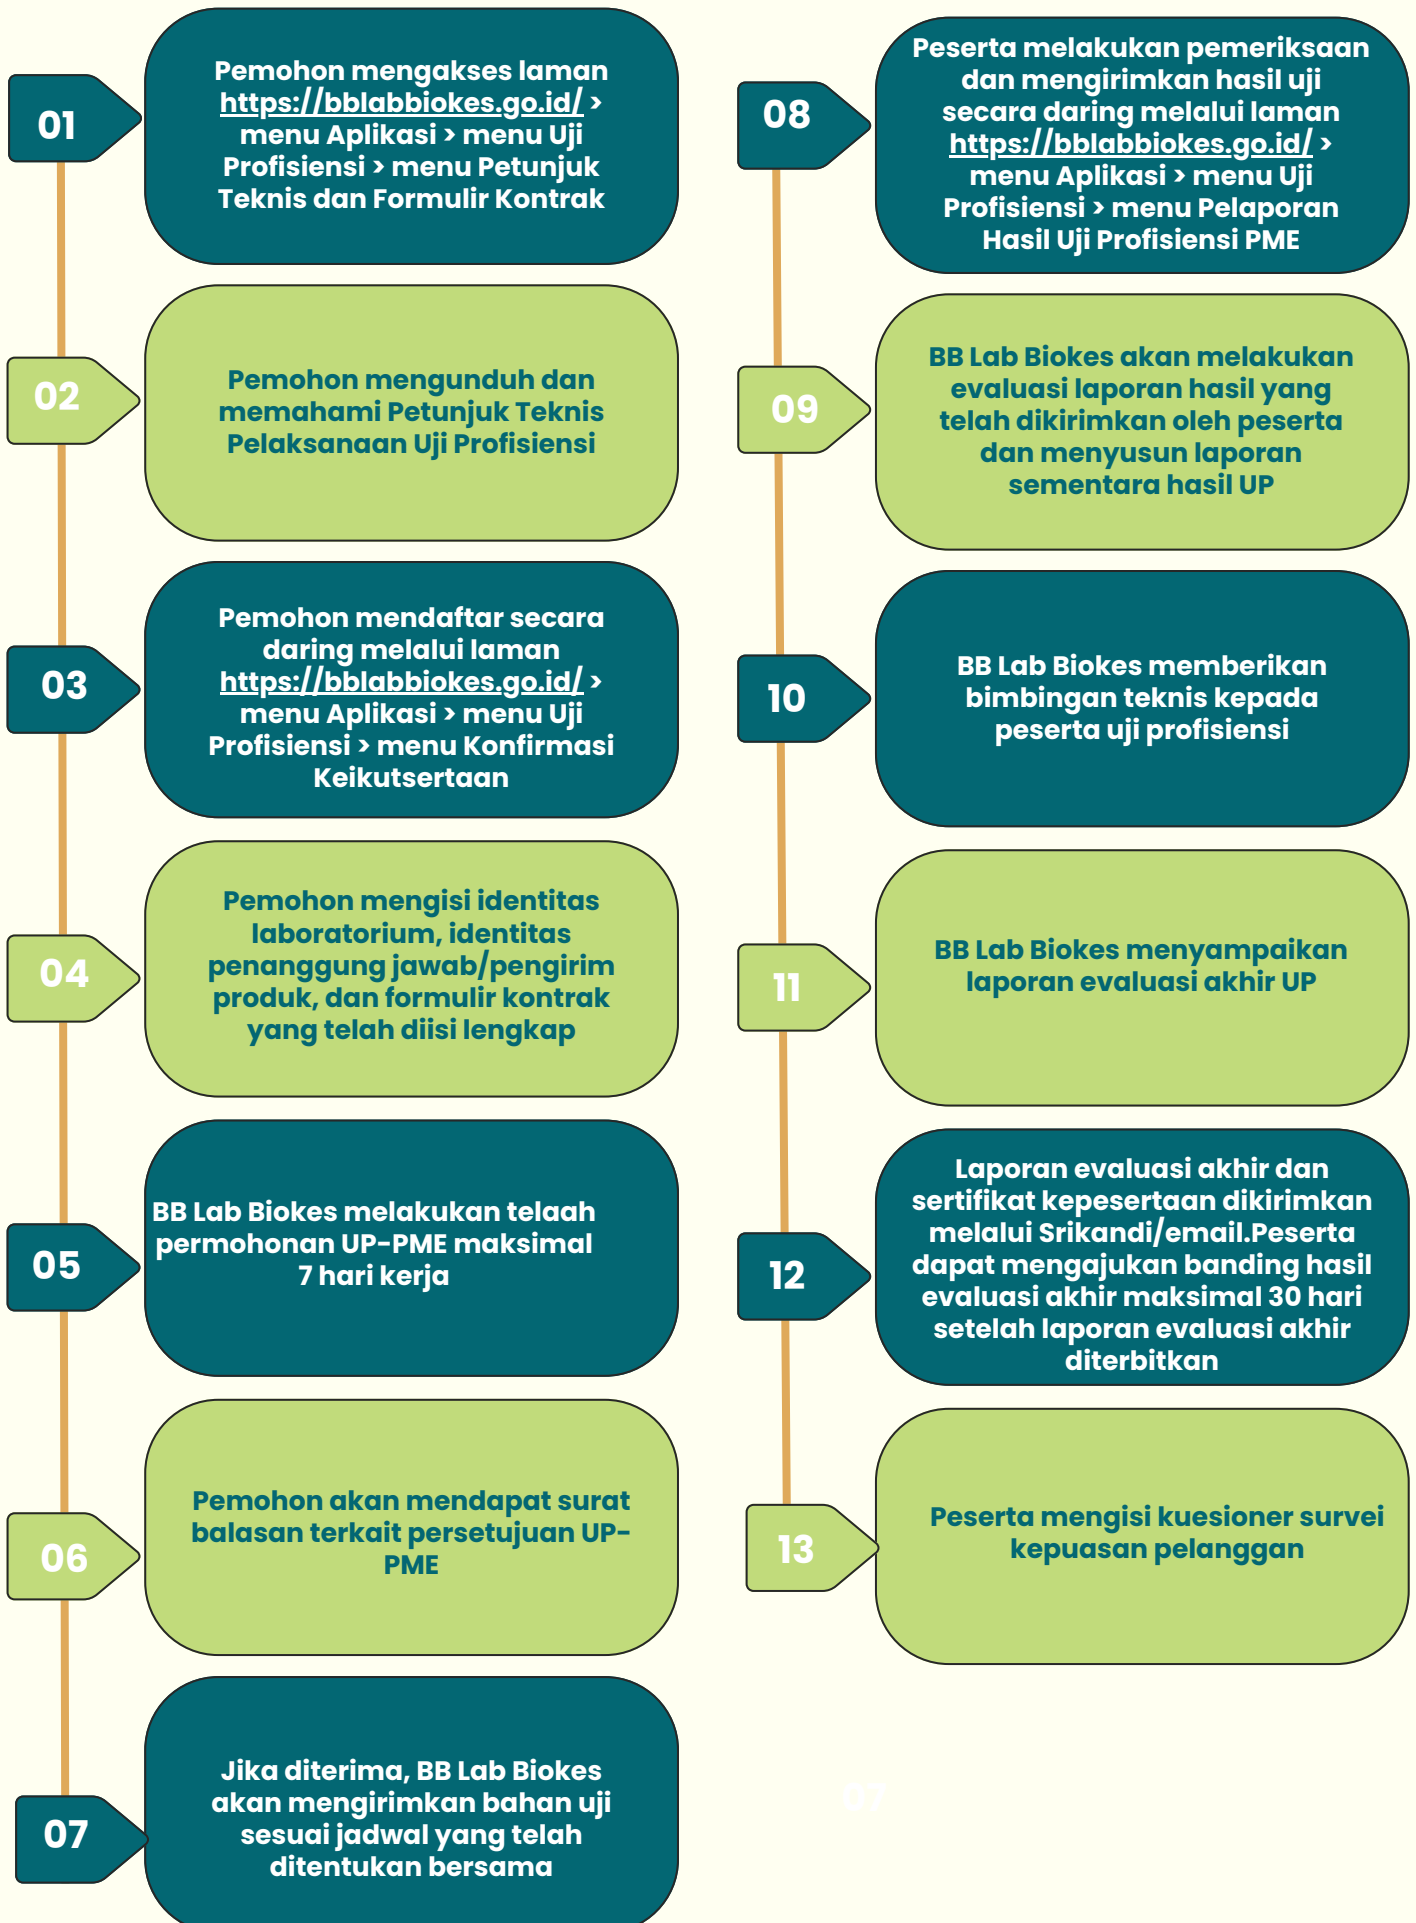 01
Pemohon mengakses laman
https://bblabbiokes.go.id/ >
menu Aplikasi > menu Uji
Profisiensi > menu Petunjuk
Teknis dan Formulir Kontrak
02
Pemohon mengunduh dan
memahami Petunjuk Teknis
Pelaksanaan Uji Profisiensi
03
Pemohon mendaftar secara
daring melalui laman
https://bblabbiokes.go.id/ >
menu Aplikasi > menu Uji
Profisiensi > menu Konfirmasi
Keikutsertaan
04
Pemohon mengisi identitas
laboratorium, identitas
penanggung jawab/pengirim
produk, dan formulir kontrak
yang telah diisi lengkap
05
BB Lab Biokes melakukan telaah
permohonan UP-PME maksimal
7 hari kerja
06
Pemohon akan mendapat surat
balasan terkait persetujuan UP-
PME
07
Jika diterima, BB Lab Biokes
akan mengirimkan bahan uji
sesuai jadwal yang telah
ditentukan bersama
08
Peserta melakukan pemeriksaan
dan mengirimkan hasil uji
secara daring melalui laman
https://bblabbiokes.go.id/ >
menu Aplikasi > menu Uji
Profisiensi > menu Pelaporan
Hasil Uji Profisiensi PME
09
BB Lab Biokes akan melakukan
evaluasi laporan hasil yang
telah dikirimkan oleh peserta
dan menyusun laporan
sementara hasil UP
10
BB Lab Biokes memberikan
bimbingan teknis kepada
peserta uji profisiensi
11
BB Lab Biokes menyampaikan
laporan evaluasi akhir UP
12
Laporan evaluasi akhir dan
sertifikat kepesertaan dikirimkan
melalui Srikandi/email.Peserta
dapat mengajukan banding hasil
evaluasi akhir maksimal 30 hari
setelah laporan evaluasi akhir
diterbitkan
13
Peserta mengisi kuesioner survei
kepuasan pelanggan
07